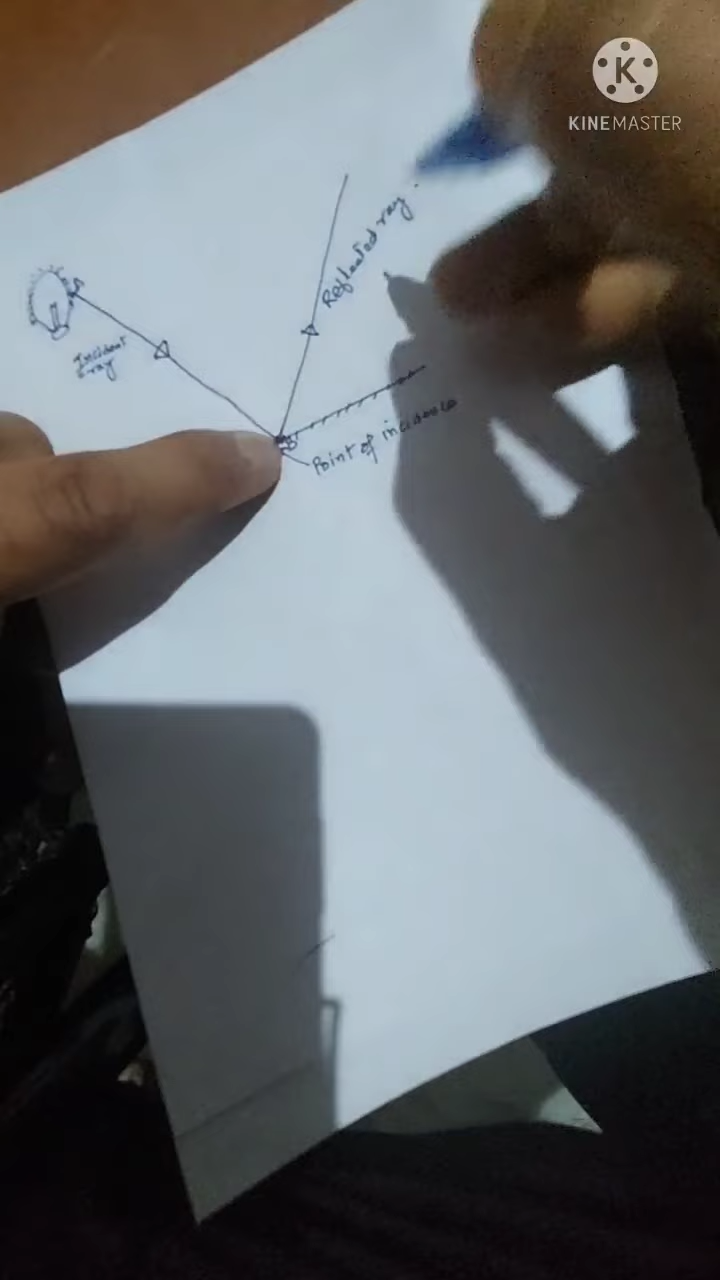 KINEMASTER
Reflected ray.
Incident
ray
Point of incidence